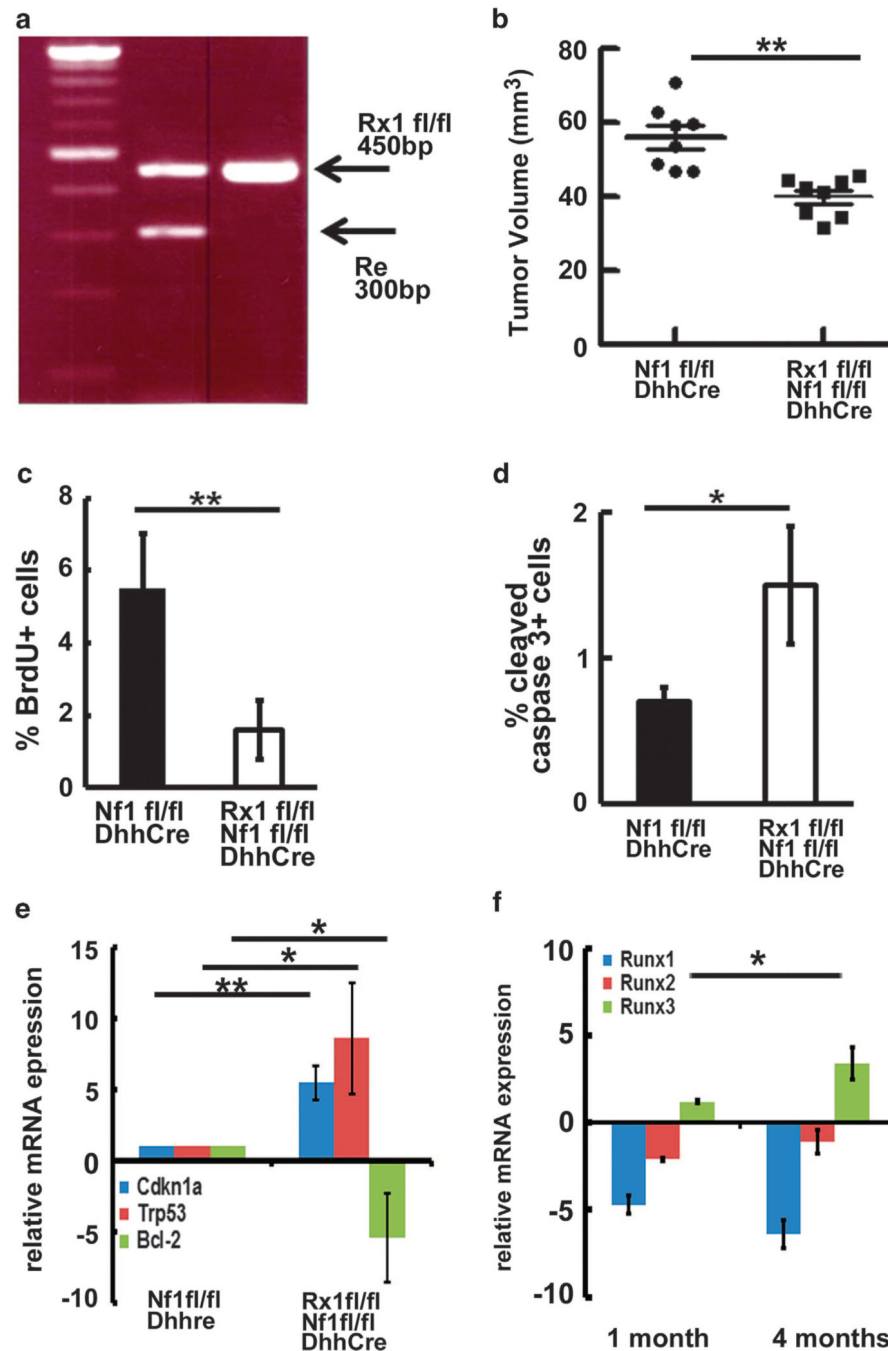 a
Rx1 fl/fl
450bp
Re
300bp
b
**
Tumor Volume (mm3)
80
60
40
20
0
Nf1 fl/fl
DhhCre
Rx1 fl/fl
Nf1 fl/fl
DhhCre
c
**
% BrdU+ cells
8
6
4
2
0
Nf1 fl/fl
DhhCre
Rx1 fl/fl
Nf1 fl/fl
DhhCre
d
*
% cleaved
caspase 3+ cells
2
1
0
Nf1 fl/fl
DhhCre
Rx1 fl/fl
Nf1 fl/fl
DhhCre
e
*
*
**
relative mRNA epression
15
10
5
0
-5
-10
Cdkn1a
Trp53
Bcl-2
Nf1fl/fl
Dhhre
Rx1fl/fl
Nf1fl/fl
DhhCre
f
Runx1
Runx2
Runx3
*
relative mRNA expression
10
5
0
-5
-10
1 month
4 months